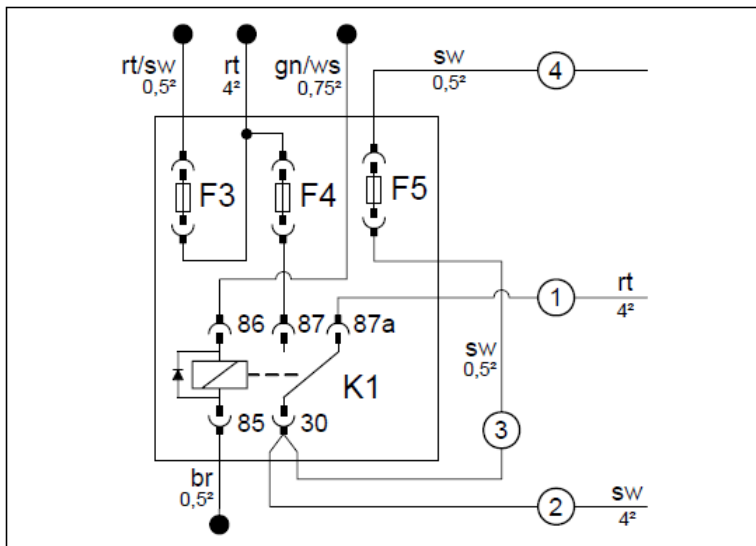 rt/sw
0,5²
rt
4²
gn/ws
0,75²
sw
0,5²
4
F3
F4
F5
1
rt
4²
86
87
87a
sw
0,5²
K1
85
30
3
br
0,5²
2
sw
4²